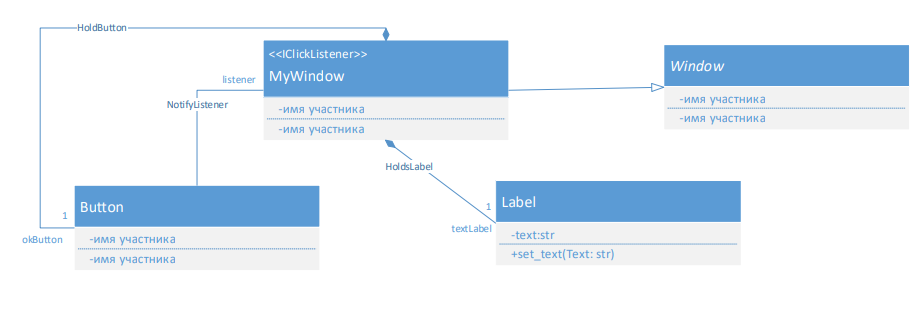 HoldButton
<<IClickListener>>
MyWindow
-имя участника
-имя участника
Window
-имя участника
-имя участника
listener
NotifyListener
HoldsLabel
Button
-имя участника
-имя участника
1
okButton
Label
-text:str
+set_text(Text: str)
1
textLabel